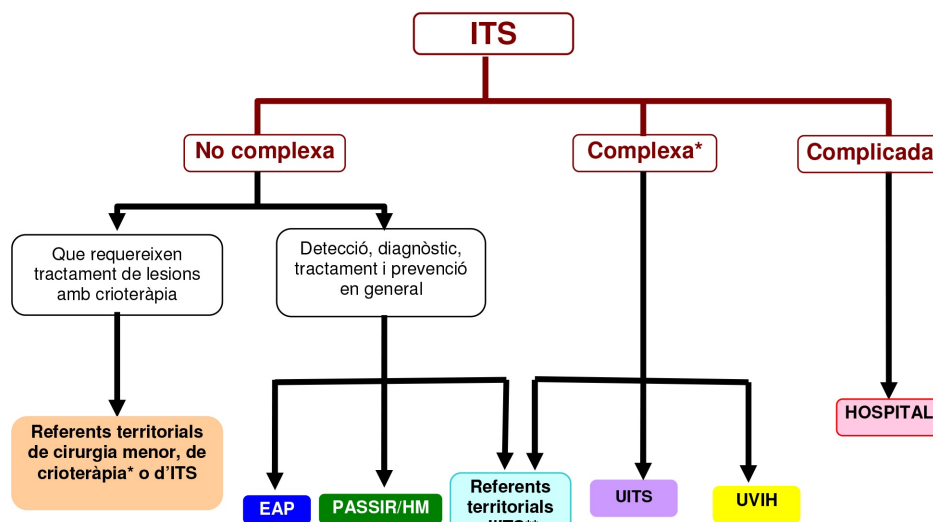 ITS
No complexa
Complexa*
Complicada
Que requereixen
tractament de lesions
amb crioteràpia
Detecció, diagnòstic,
tractament i prevenció
en general
Referents territorials
de cirurgia menor, de
crioteràpia* o d'ITS
EAP
PASSIR/HM
Referents
territorials
UITS
UVIH
HOSPITAL